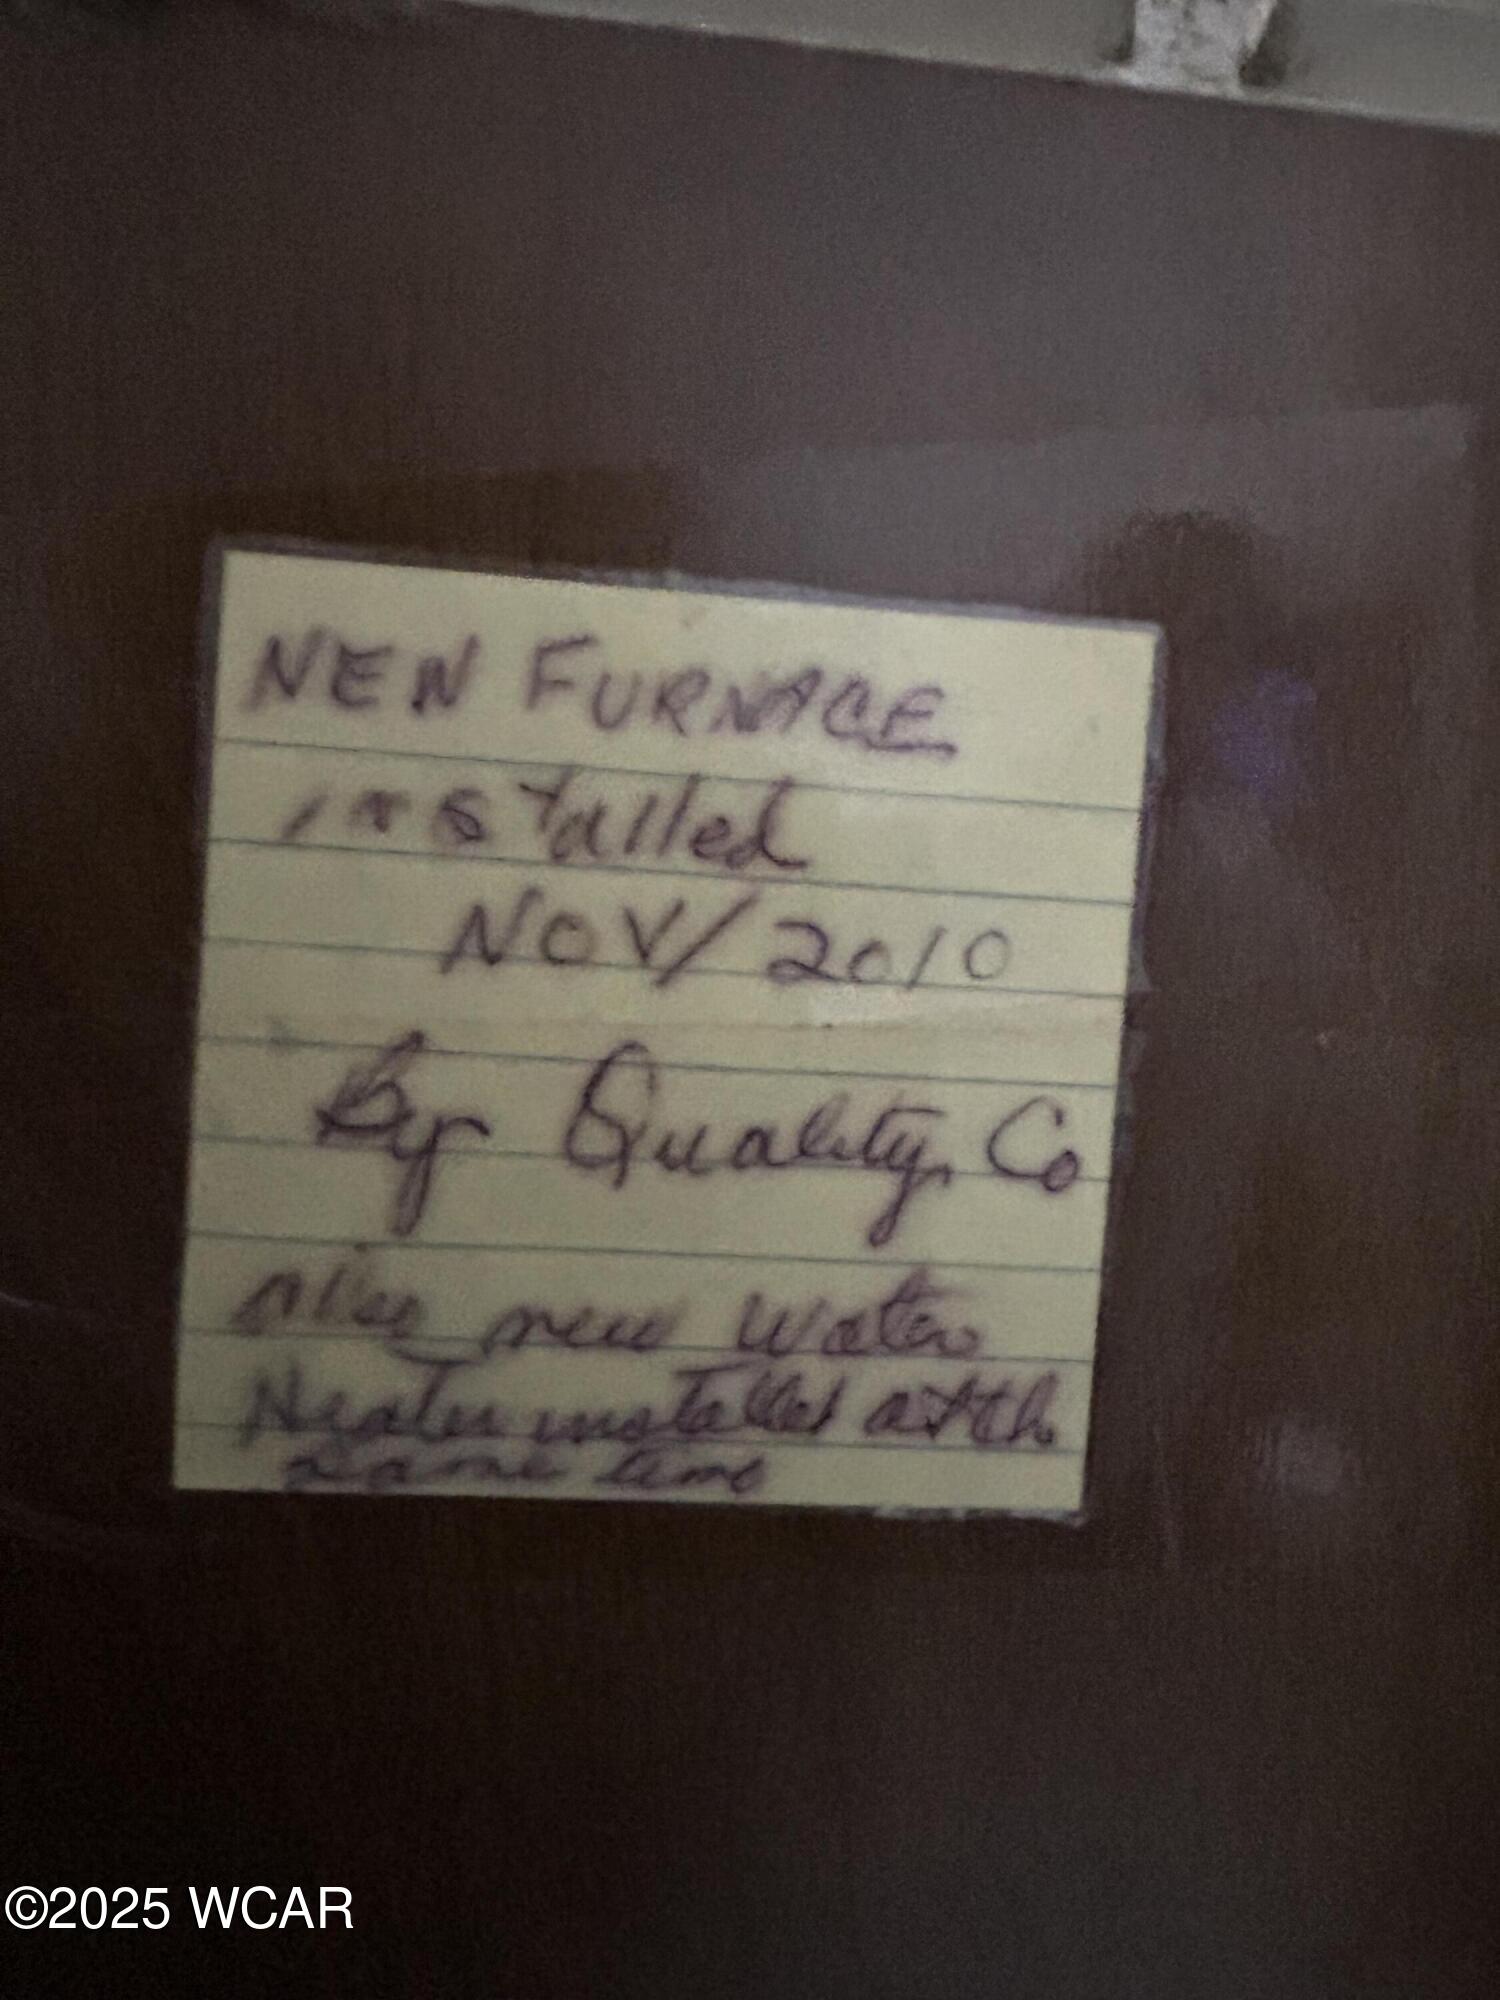 NEW FURNACE
installed
NOV/2010
By Quality Co
also new Water
Heater installed at the
same time
©2025 WCAR